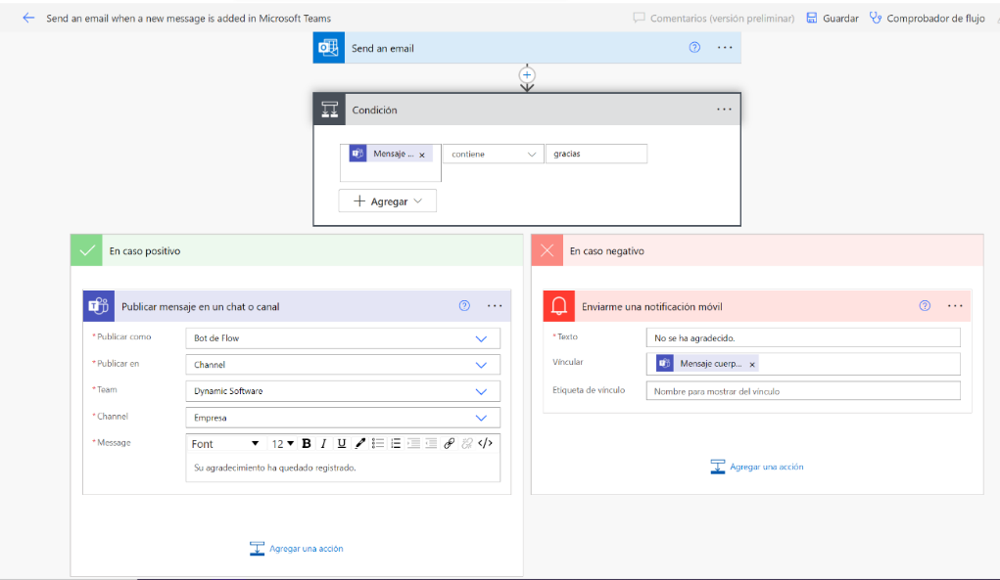 Send an email when a new message is added in Microsoft Teams
Comentarios (versión preliminar)
Guardar
Comprobador de flujo
Send an email
Condición
Mensaje ... x
contiene
gracias
+ Agregar
En caso positivo
En caso negativo
Publicar mensaje en un chat o canal
* Publicar como
Bot de Flow
* Publicar en
Channel
* Team
Dynamic Software
* Channel
Empresa
* Message
Font
12
B I U </>
Su agradecimiento ha quedado registrado.
Agregar una acción
Enviarme una notificación móvil
* Texto
No se ha agradecido.
Víncular
Mensaje cuerp... x
Etiqueta de vínculo
Nombre para mostrar del vínculo
Agregar una acción